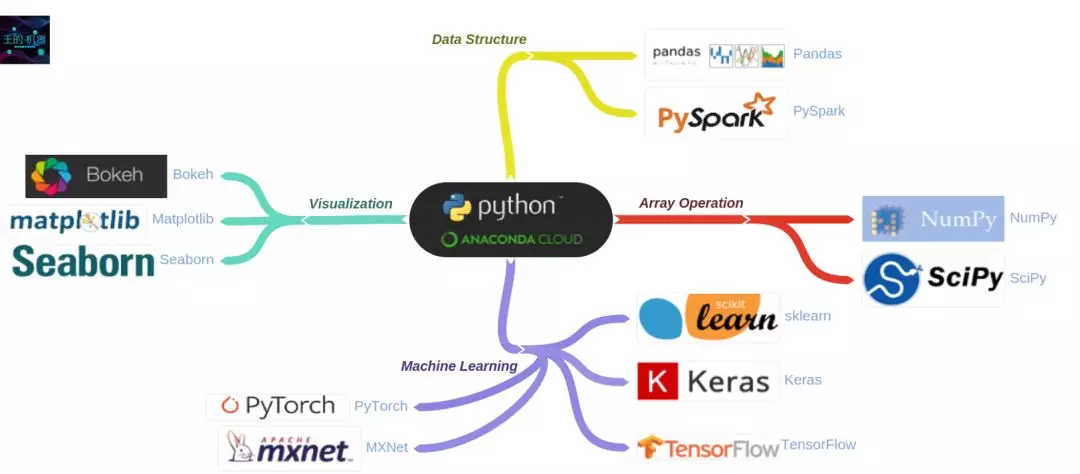 王的机器
Data Structure
pandas
Pandas
PySpark
PySpark
Bokeh
Bokeh
matplotlib
Matplotlib
Seaborn
Seaborn
Visualization
python™
ANACONDA CLOUD
Array Operation
NumPy
NumPy
SciPy
SciPy
Machine Learning
scikit
learn
sklearn
K Keras
Keras
PyTorch
PyTorch
APACHE
mxnet™
MXNet
TensorFlow
TensorFlow